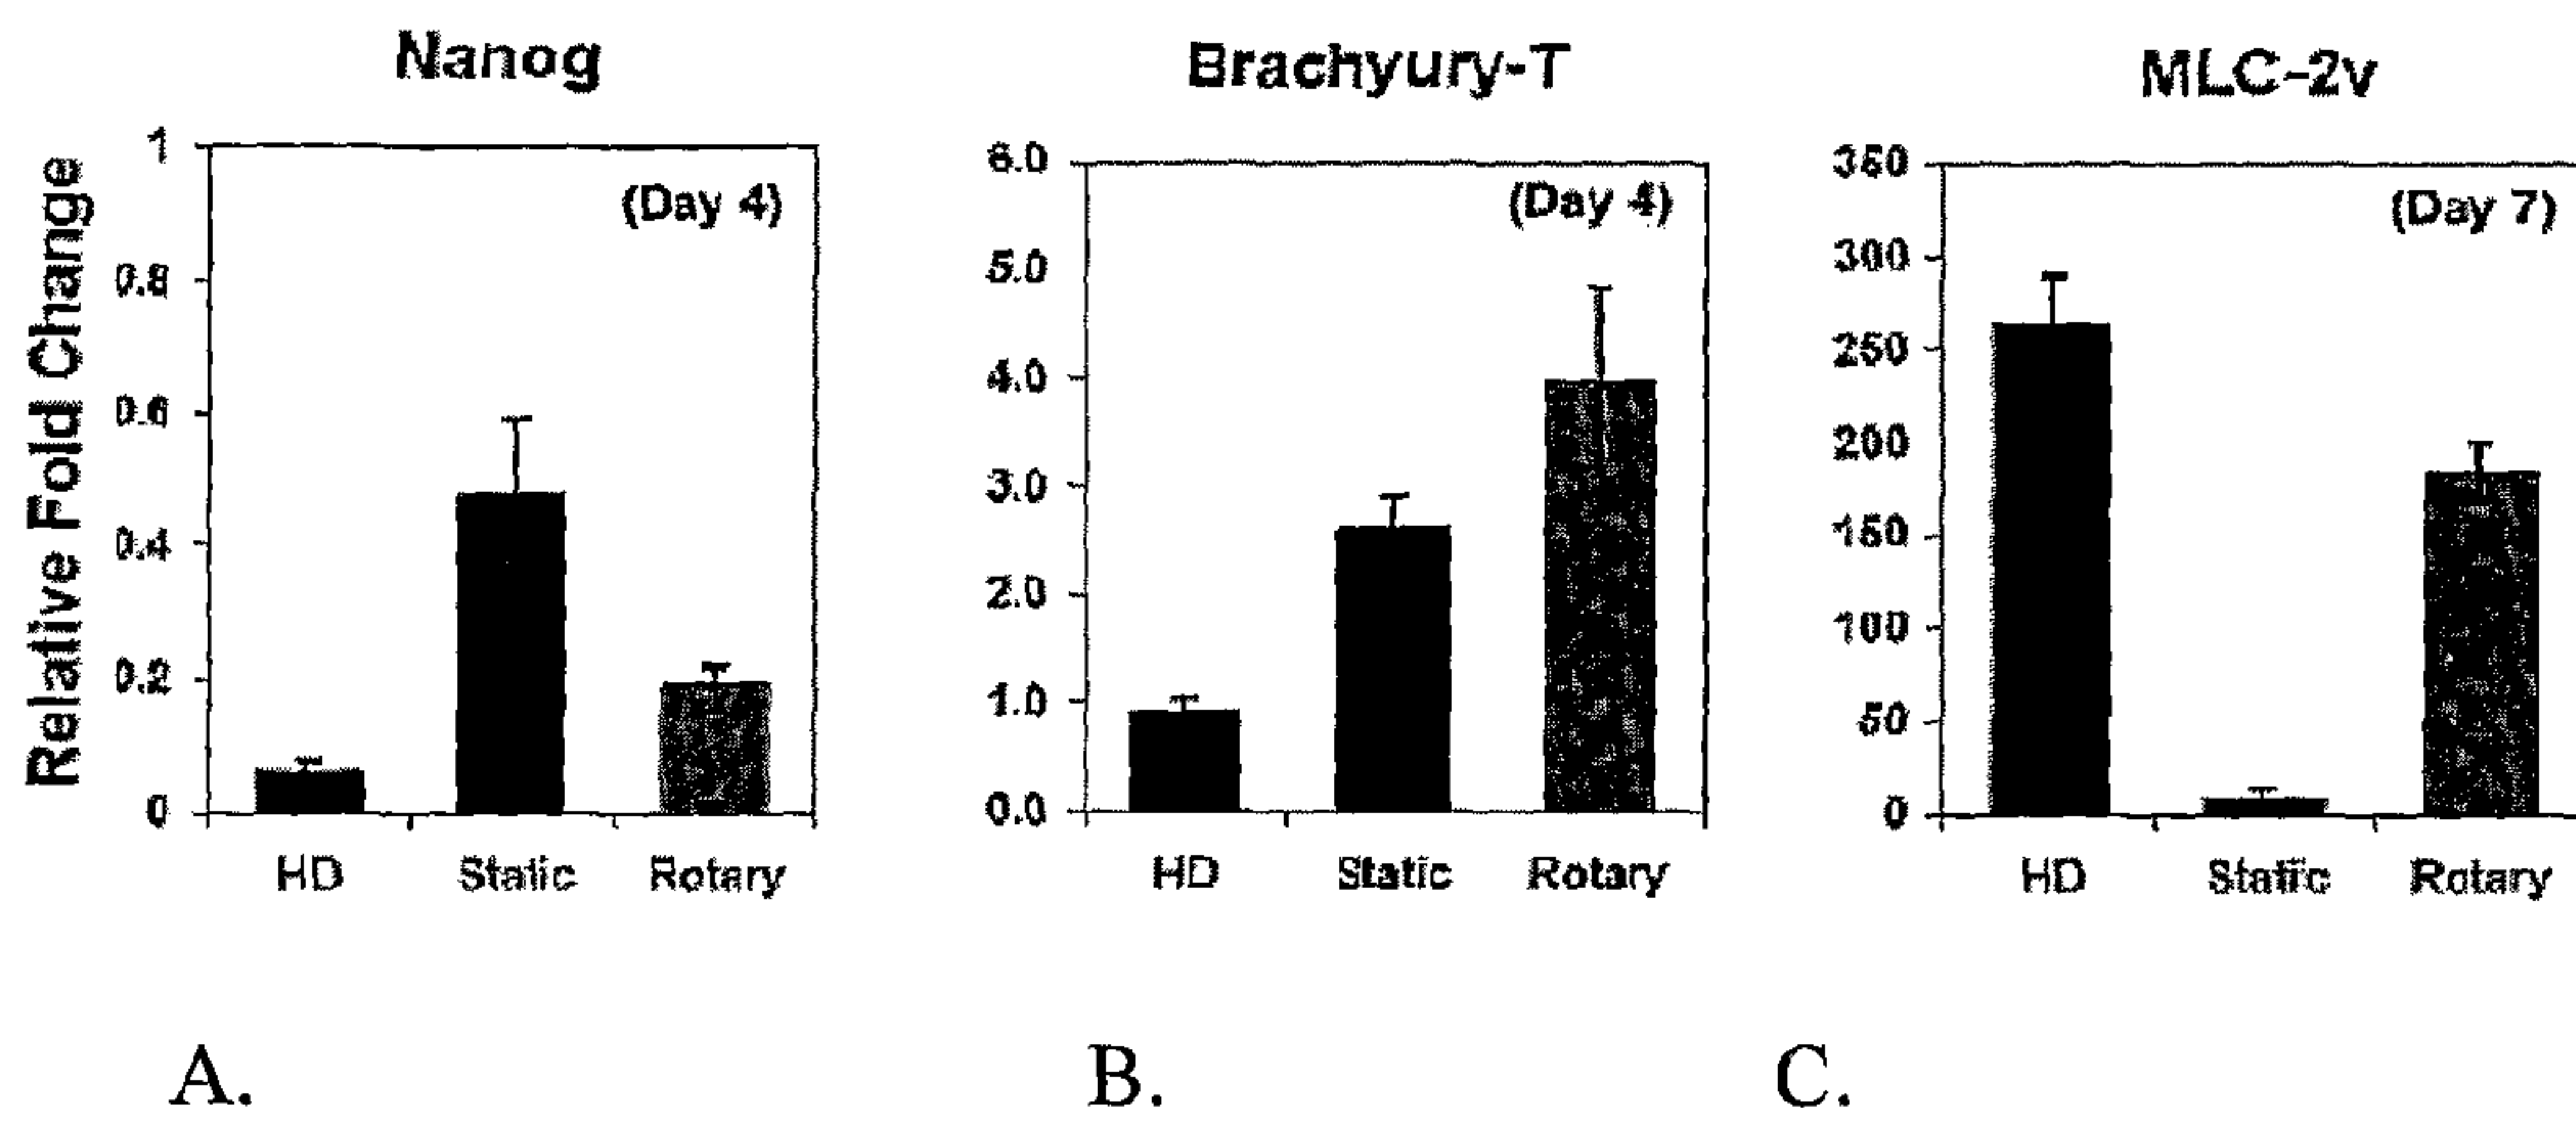 Nanog
Relative Fold Change
1
0.8
0.6
0.4
0.2
0
(Day 4)
HD Static Rotary
A.
Brachyury-T
6.0
5.0
4.0
3.0
2.0
1.0
0.0
(Day 4)
HD Static Rotary
B.
MLC-2v
350
300
250
200
150
100
50
0
(Day 7)
HD Static Rotary
C.